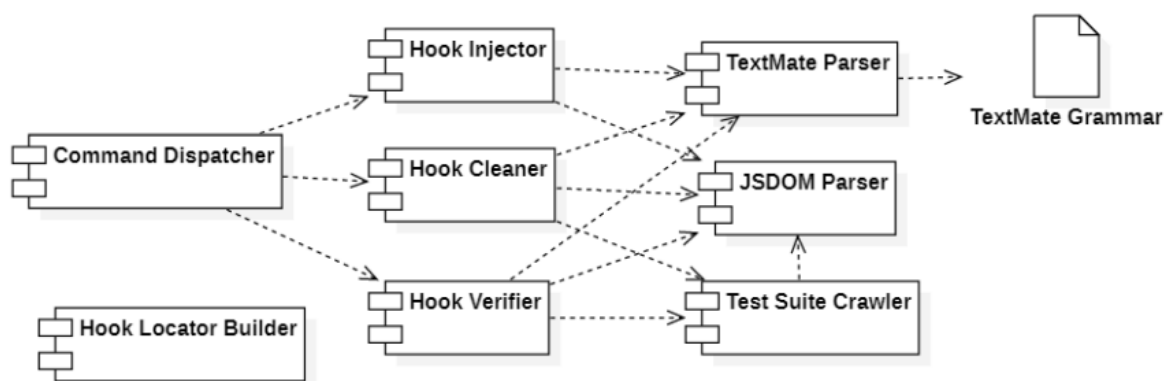 Hook Injector
TextMate Parser
TextMate Grammar
Command Dispatcher
Hook Cleaner
JSDOM Parser
Hook Verifier
Test Suite Crawler
Hook Locator Builder